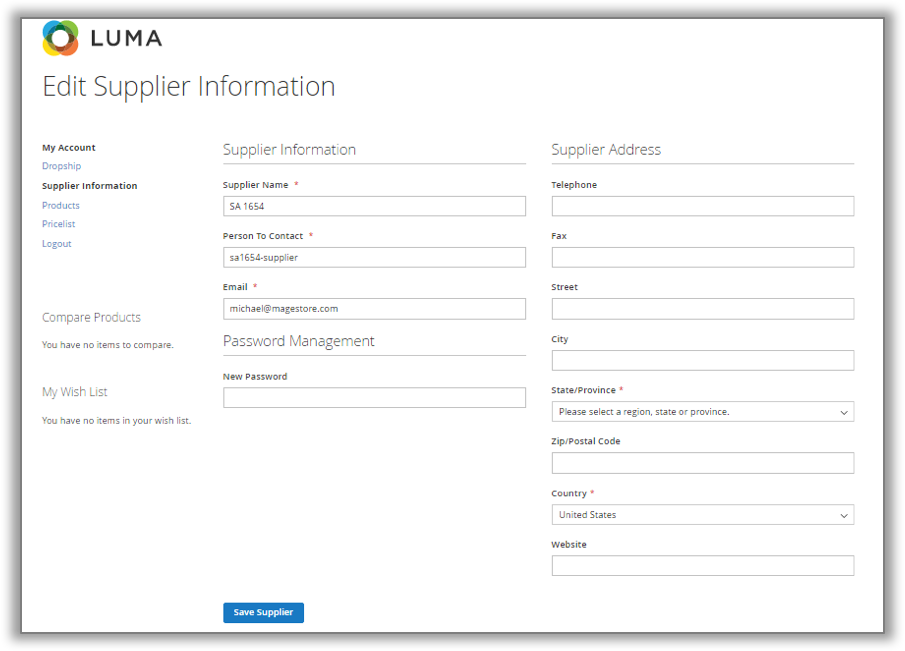 LUMA
Edit Supplier Information
My Account
Dropship
Supplier Information
Products
Pricelist
Logout
Compare Products
You have no items to compare.
My Wish List
You have no items in your wish list.
Supplier Information
Supplier Name *
SA 1654
Person To Contact *
sa1654-supplier
Email *
michael@magestore.com
Password Management
New Password
Supplier Address
Telephone
Fax
Street
City
State/Province *
Please select a region, state or province.
Zip/Postal Code
Country *
United States
Website
Save Supplier